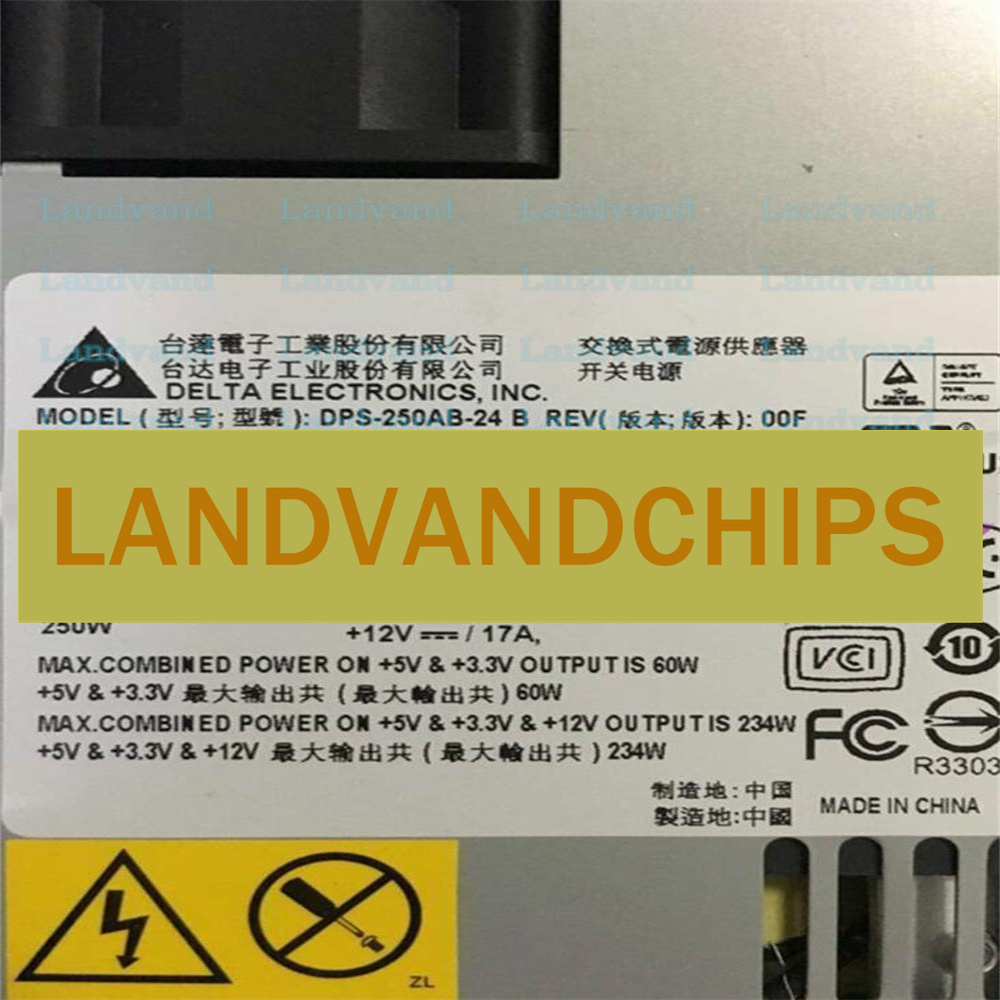 Landvand Landvand Landvand Landvand
Landvand Landvand Landvand Landvand
Landvand Landvand Landvand Landvand
台達電子工業股份有限公司 交換式電源供應器
台达电子工业股份有限公司 开关电源
DELTA ELECTRONICS, INC.
MODEL (型号; 型號): DPS-250AB-24 B REV(版本; 版本): 00F
LANDVANDCHIPS
250W +12V / 17A,
MAX.COMBINED POWER ON +5V & +3.3V OUTPUT IS 60W
+5V & +3.3V 最大输出共 (最大輸出共) 60W
MAX.COMBINED POWER ON +5V & +3.3V & +12V OUTPUT IS 234W
+5V & +3.3V & +12V 最大输出共 (最大輸出共) 234W
VCI
10
FC
R3303
制造地: 中国
製造地:中國
MADE IN CHINA
ZL